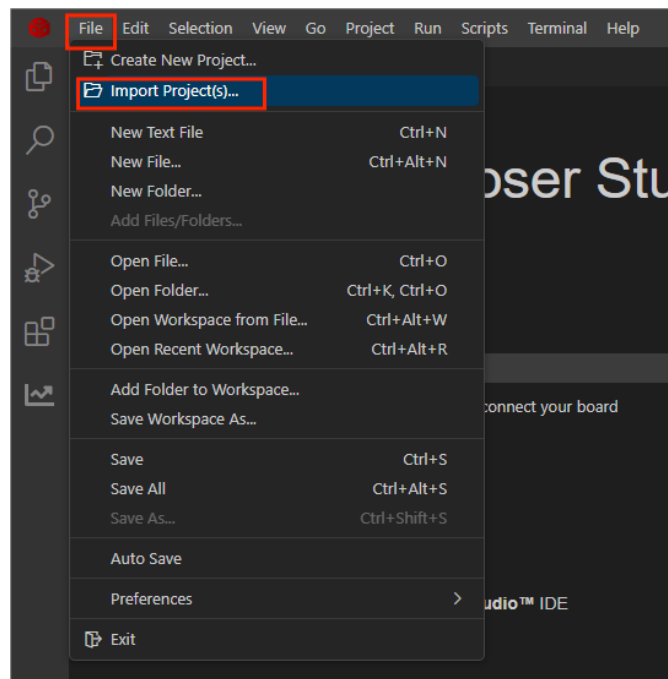 File Edit Selection View Go Project Run Scripts Terminal Help
Create New Project...
Import Project(s)...
New Text File Ctrl+N
New File... Ctrl+Alt+N
New Folder...
Add Files/Folders...
Open File... Ctrl+O
Open Folder... Ctrl+K, Ctrl+O
Open Workspace from File... Ctrl+Alt+W
Open Recent Workspace... Ctrl+Alt+R
Add Folder to Workspace...
Save Workspace As...
connect your board
Save Ctrl+S
Save All Ctrl+Alt+S
Save As... Ctrl+Shift+S
Auto Save
Preferences
udio™ IDE
Exit
oser Stu